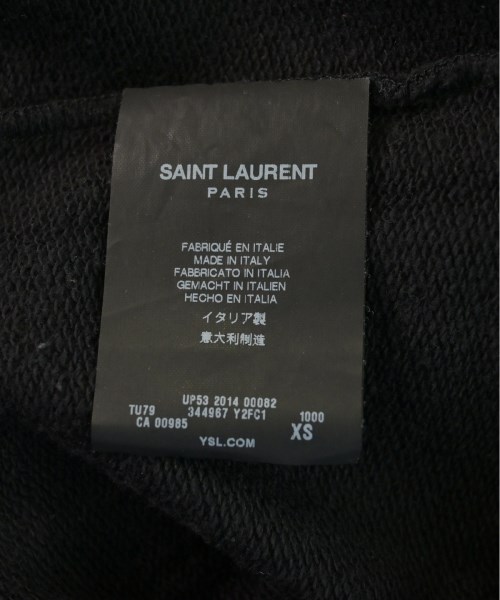 SAINT LAURENT
PARIS
FABRIQUÉ EN ITALIE
MADE IN ITALY
FABBRICATO IN ITALIA
GEMACHT IN ITALIEN
HECHO EN ITALIA
イタリア製
意大利制造
UP53 2014 00082
TU79 344967 Y2FC1 1000
CA 00985 XS
YSL.COM